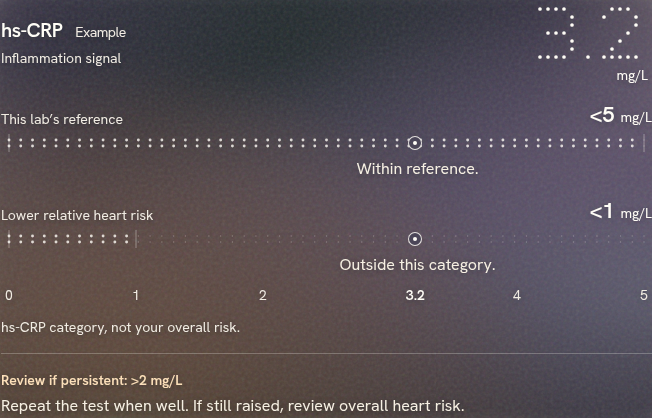 hs-CRP Example
3.2
Inflammation signal
mg/L
This lab’s reference <5 mg/L
Within reference.
Lower relative heart risk <1 mg/L
Outside this category.
0 1 2 3.2 4 5
hs-CRP category, not your overall risk.
Review if persistent: >2 mg/L
Repeat the test when well. If still raised, review overall heart risk.